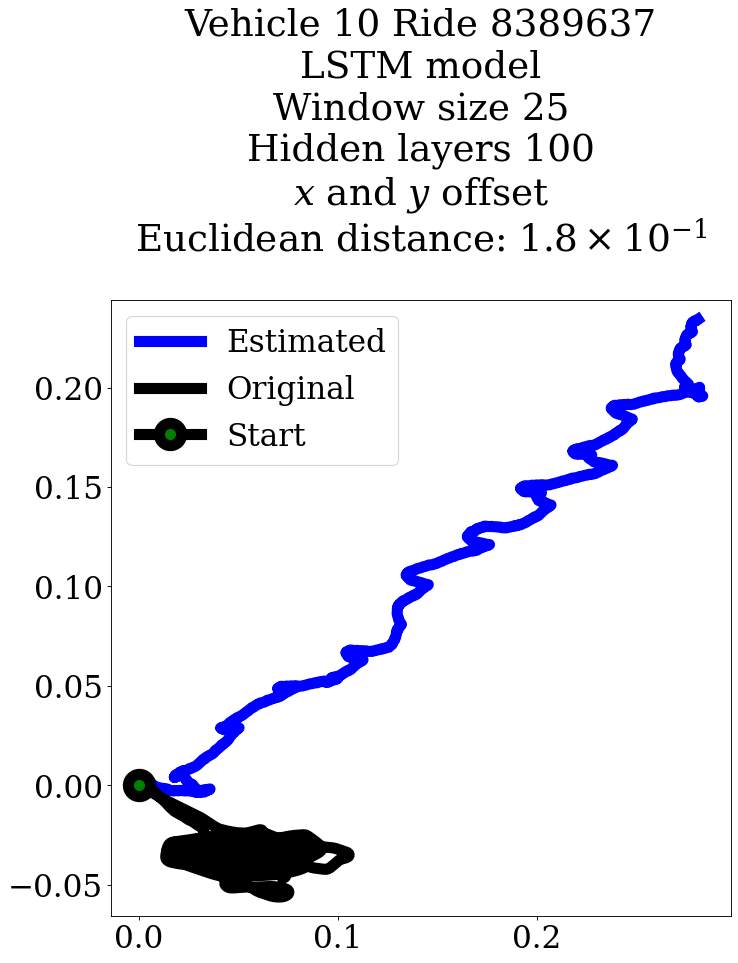 Vehicle 10 Ride 8389637
LSTM model
Window size 25
Hidden layers 100
x and y offset
Euclidean distance: 1.8 × 10⁻¹
Estimated
Original
Start
0.20
0.15
0.10
0.05
0.00
−0.05
0.0 0.1 0.2